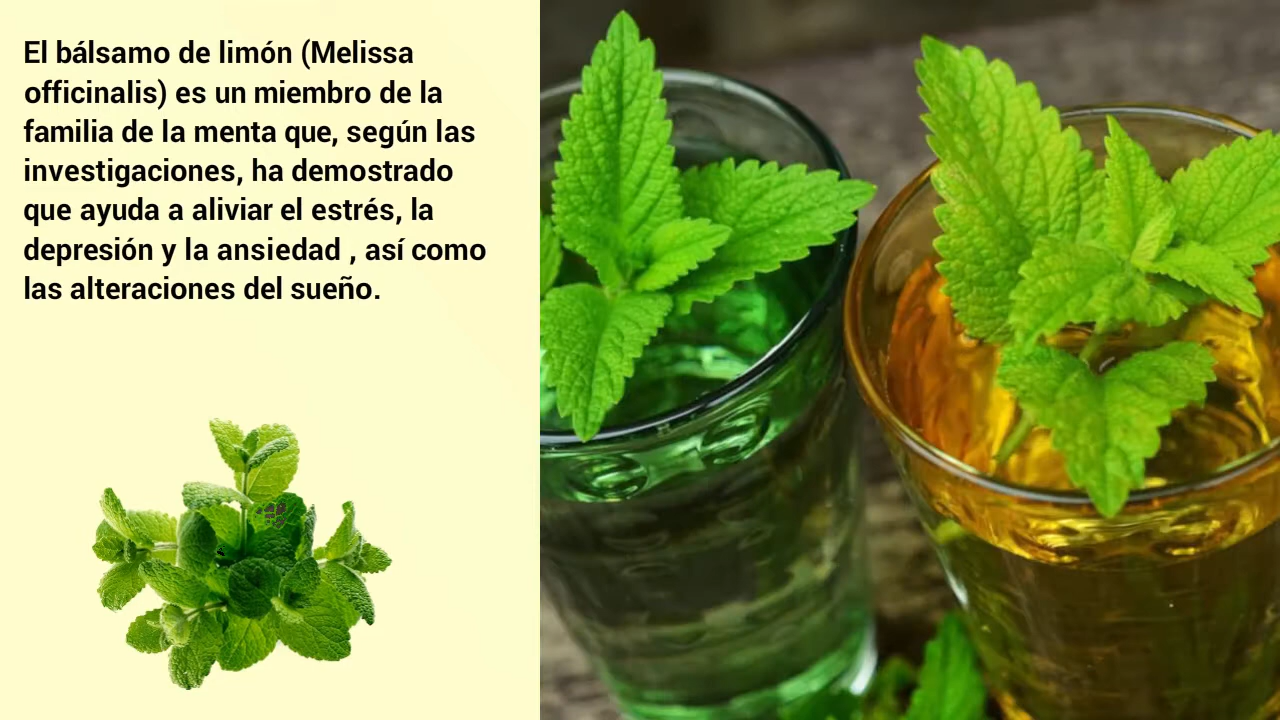 El bálsamo de limón (Melissa
officinalis) es un miembro de la
familia de la menta que, según las
investigaciones, ha demostrado
que ayuda a aliviar el estrés, la
depresión y la ansiedad , así como
las alteraciones del sueño.